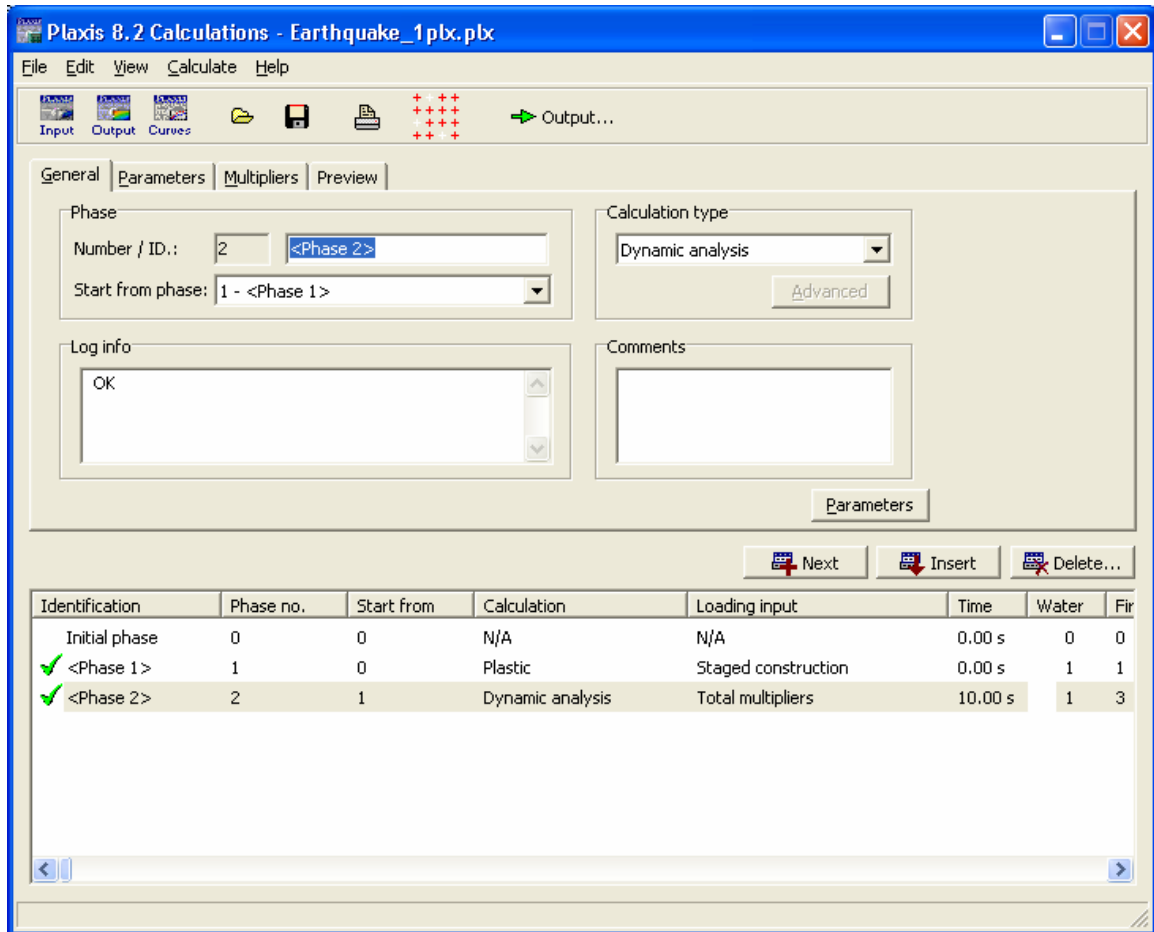 Plaxis 8.2 Calculations - Earthquake_1plx.plx
File Edit View Calculate Help
Input Output Curves Output...
General Parameters Multipliers Preview
Phase
Number / ID.: 2 <Phase 2>
Start from phase: 1 - <Phase 1>
Calculation type
Dynamic analysis
Advanced
Log info
OK
Comments
Parameters
Next Insert Delete...
Identification Phase no. Start from Calculation Loading input Time Water Fir
Initial phase 0 0 N/A N/A 0.00 s 0 0
<Phase 1> 1 0 Plastic Staged construction 0.00 s 1 1
<Phase 2> 2 1 Dynamic analysis Total multipliers 10.00 s 1 3